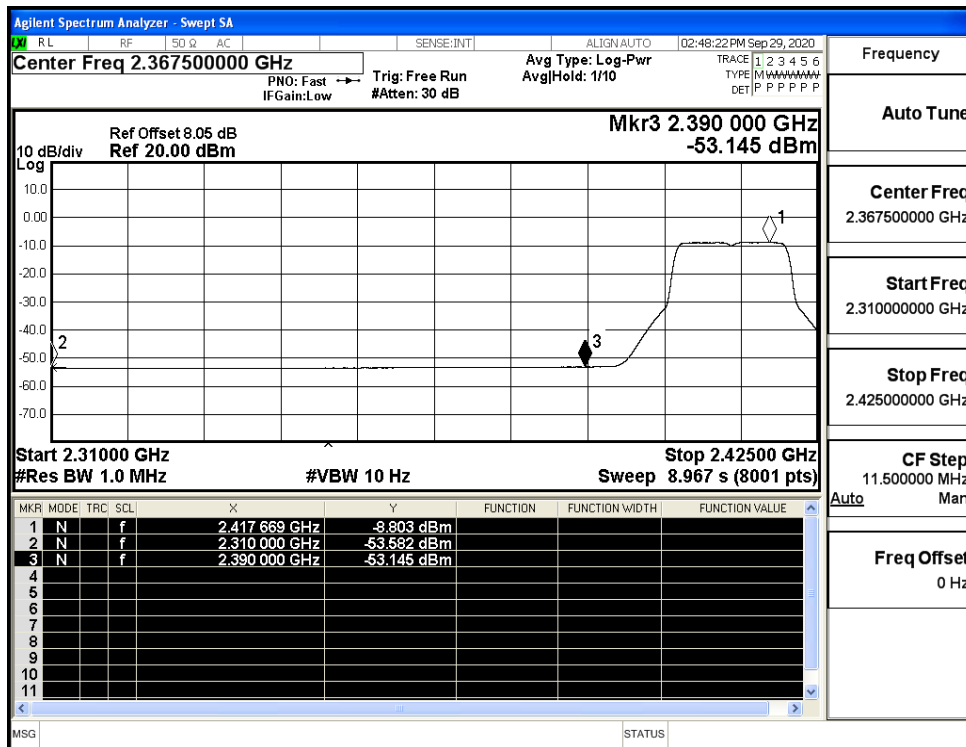 Agilent Spectrum Analyzer - Swept SA
LXI RL RF 50 Ω AC SENSE:INT ALIGNAUTO 02:48:22 PM Sep 29, 2020
Center Freq 2.367500000 GHz
PNO: Fast
IFGain:Low
Trig: Free Run
#Atten: 30 dB
Avg Type: Log-Pwr
Avg|Hold: 1/10
TRACE 1 2 3 4 5 6
TYPE M
DET P P P P P P
Ref Offset 8.05 dB
10 dB/div Ref 20.00 dBm
Log
Mkr3 2.390 000 GHz
-53.145 dBm
10.0
0.00
-10.0
-20.0
-30.0
-40.0
-50.0
-60.0
-70.0
1
2
3
Start 2.31000 GHz Stop 2.42500 GHz
#Res BW 1.0 MHz #VBW 10 Hz Sweep 8.967 s (8001 pts)
MKR MODE TRC SCL X Y FUNCTION FUNCTION WIDTH FUNCTION VALUE
1 N f 2.417 669 GHz -8.803 dBm
2 N f 2.310 000 GHz -53.582 dBm
3 N f 2.390 000 GHz -53.145 dBm
4
5
6
7
8
9
10
11
MSG STATUS
Frequency
Auto Tune
Center Freq
2.367500000 GHz
Start Freq
2.310000000 GHz
Stop Freq
2.425000000 GHz
CF Step
11.500000 MHz
Auto Man
Freq Offset
0 Hz